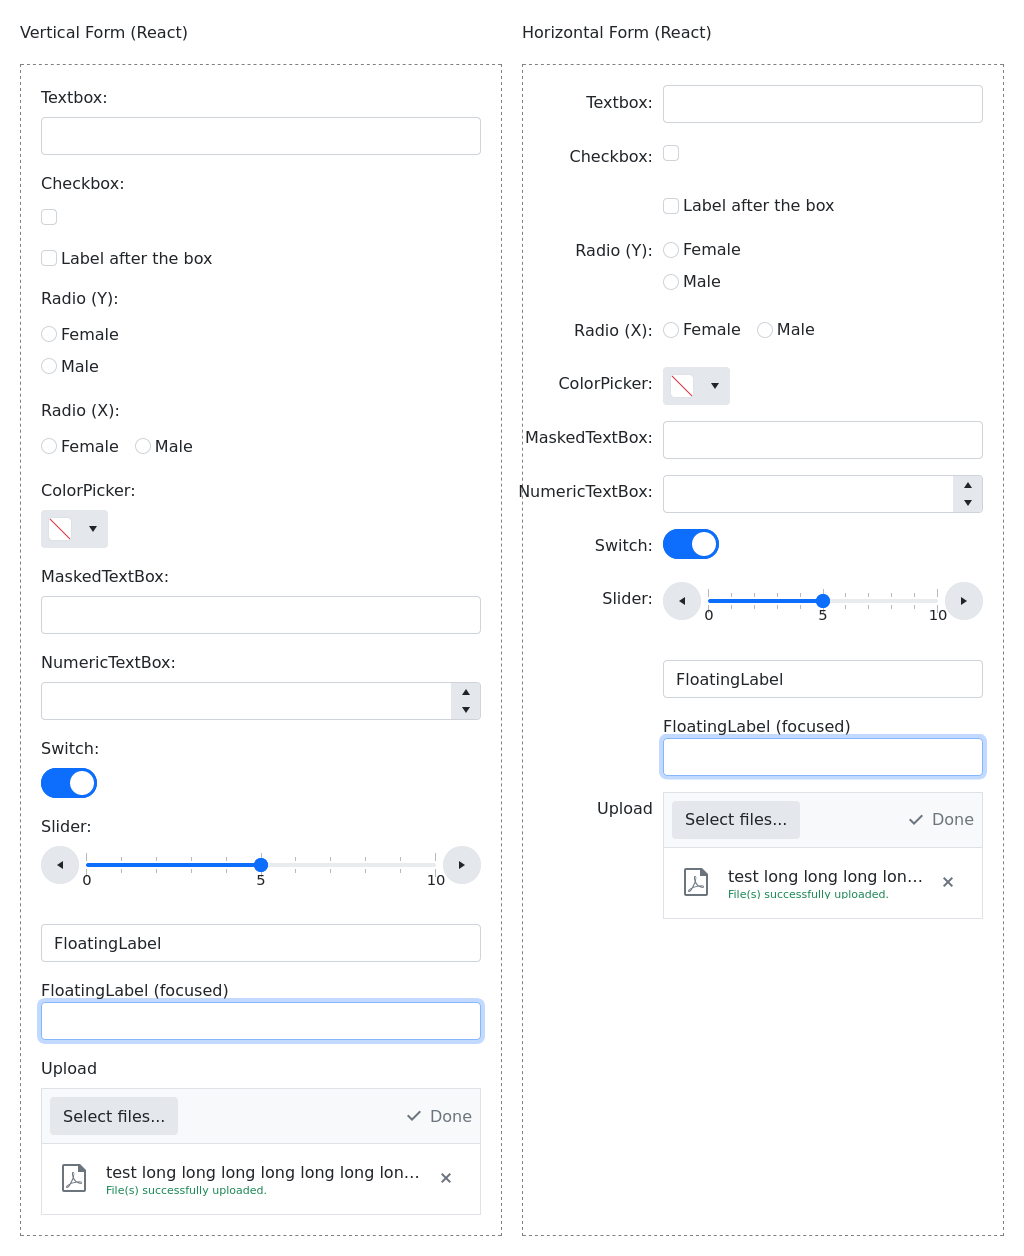 Vertical Form (React)
Textbox:
Checkbox:
Label after the box
Radio (Y):
Female
Male
Radio (X):
Female Male
ColorPicker:
MaskedTextBox:
NumericTextBox:
Switch:
Slider:
0 5 10
FloatingLabel
FloatingLabel (focused)
Upload
Select files... Done
test long long long long long long lon...
File(s) successfully uploaded.
Horizontal Form (React)
Textbox:
Checkbox:
Label after the box
Radio (Y): Female
Male
Radio (X): Female Male
ColorPicker:
MaskedTextBox:
NumericTextBox:
Switch:
Slider:
0 5 10
FloatingLabel
FloatingLabel (focused)
Upload
Select files... Done
test long long long lon...
File(s) successfully uploaded.